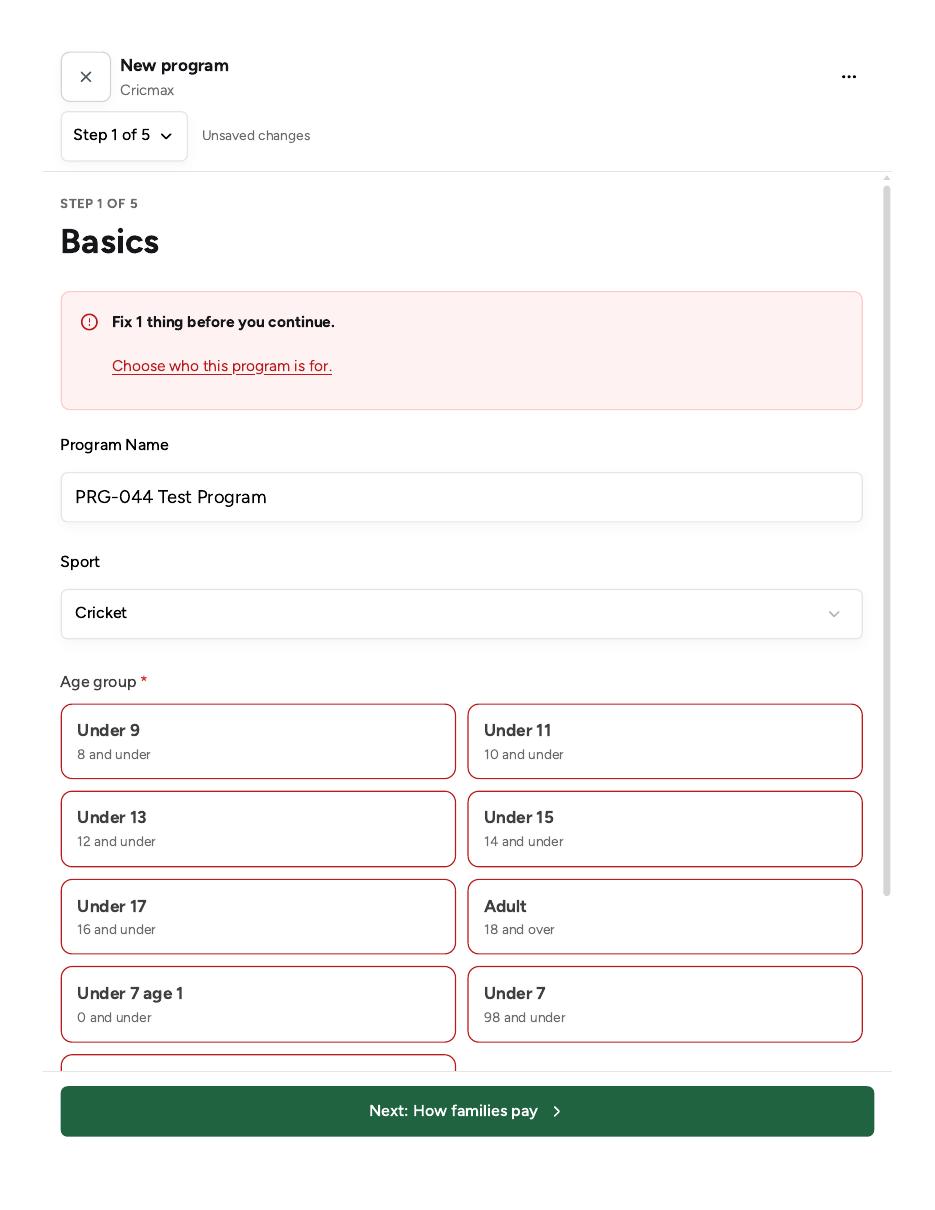 New program
Cricmax
Step 1 of 5
Unsaved changes
STEP 1 OF 5
Basics
Fix 1 thing before you continue.
Choose who this program is for.
Program Name
PRG-044 Test Program
Sport
Cricket
Age group *
Under 9
8 and under
Under 11
10 and under
Under 13
12 and under
Under 15
14 and under
Under 17
16 and under
Adult
18 and over
Under 7 age 1
0 and under
Under 7
98 and under
Next: How families pay